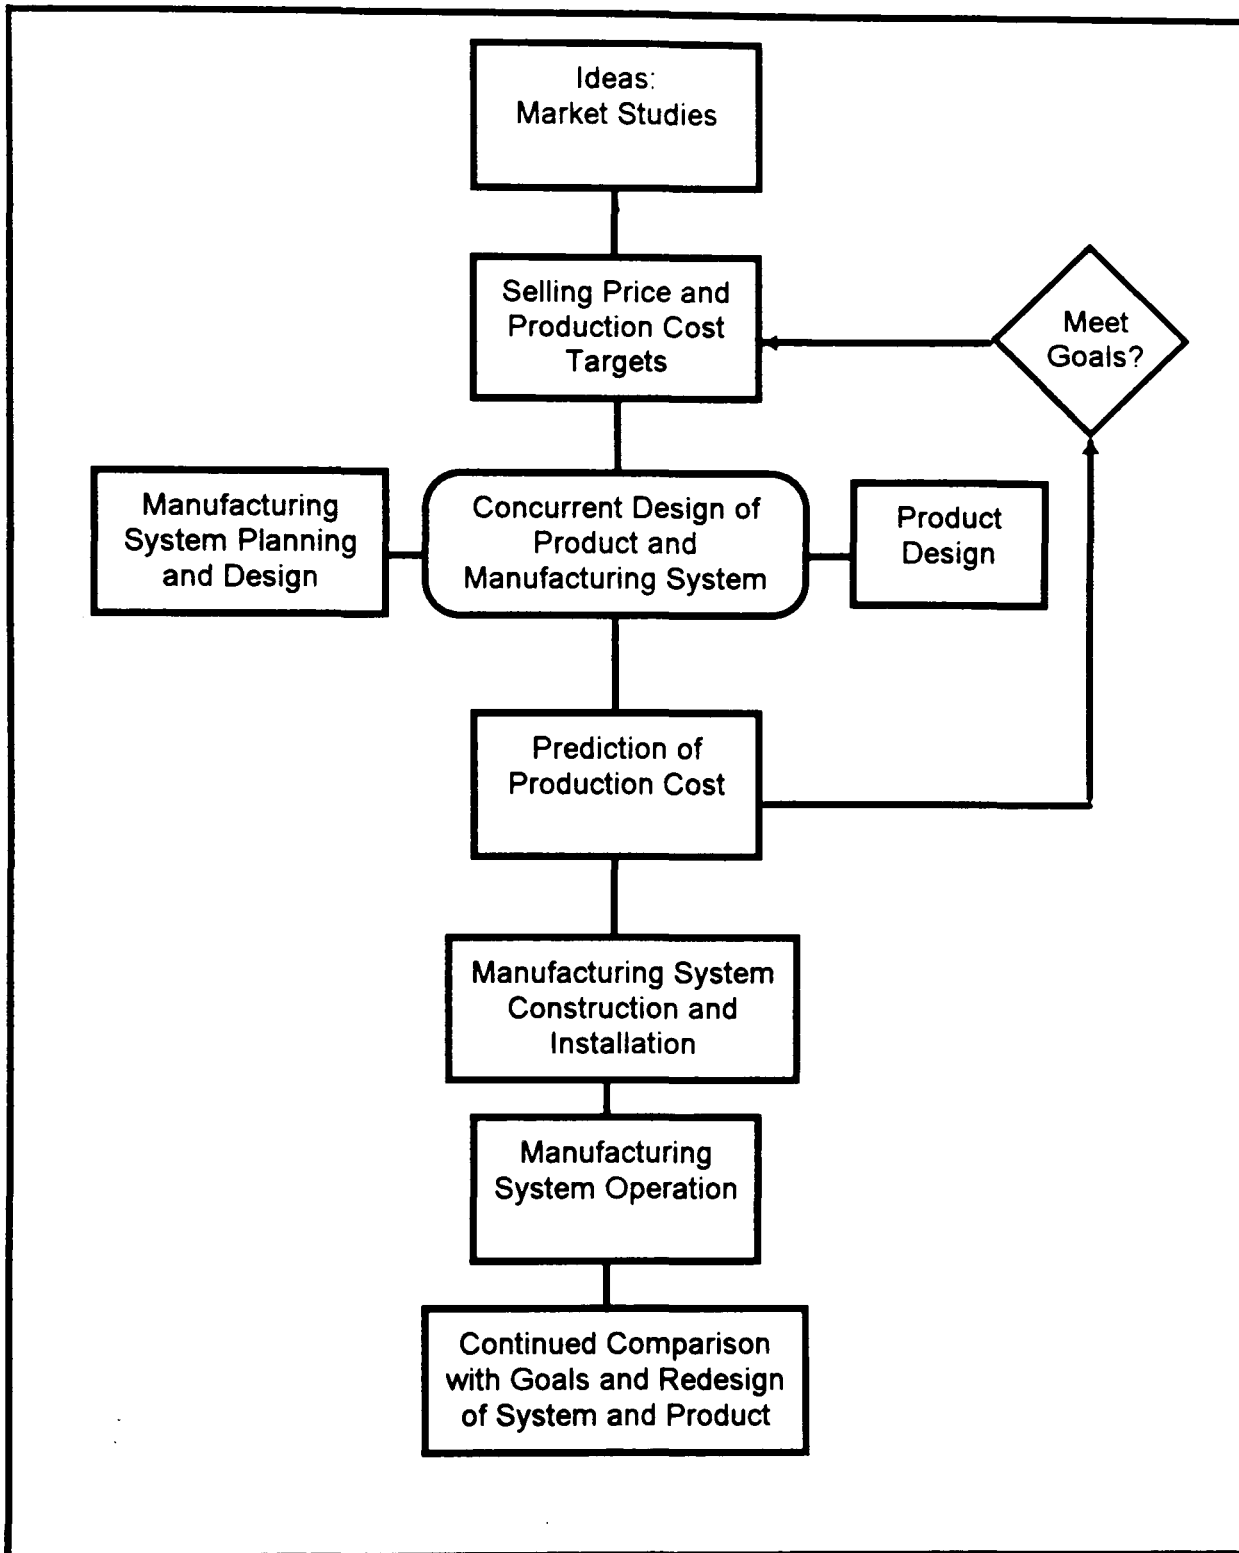 Ideas:
Market Studies
Selling Price and
Production Cost
Targets
Meet
Goals?
Manufacturing
System Planning
and Design
Concurrent Design of
Product and
Manufacturing System
Product
Design
Prediction of
Production Cost
Manufacturing System
Construction and
Installation
Manufacturing
System Operation
Continued Comparison
with Goals and Redesign
of System and Product